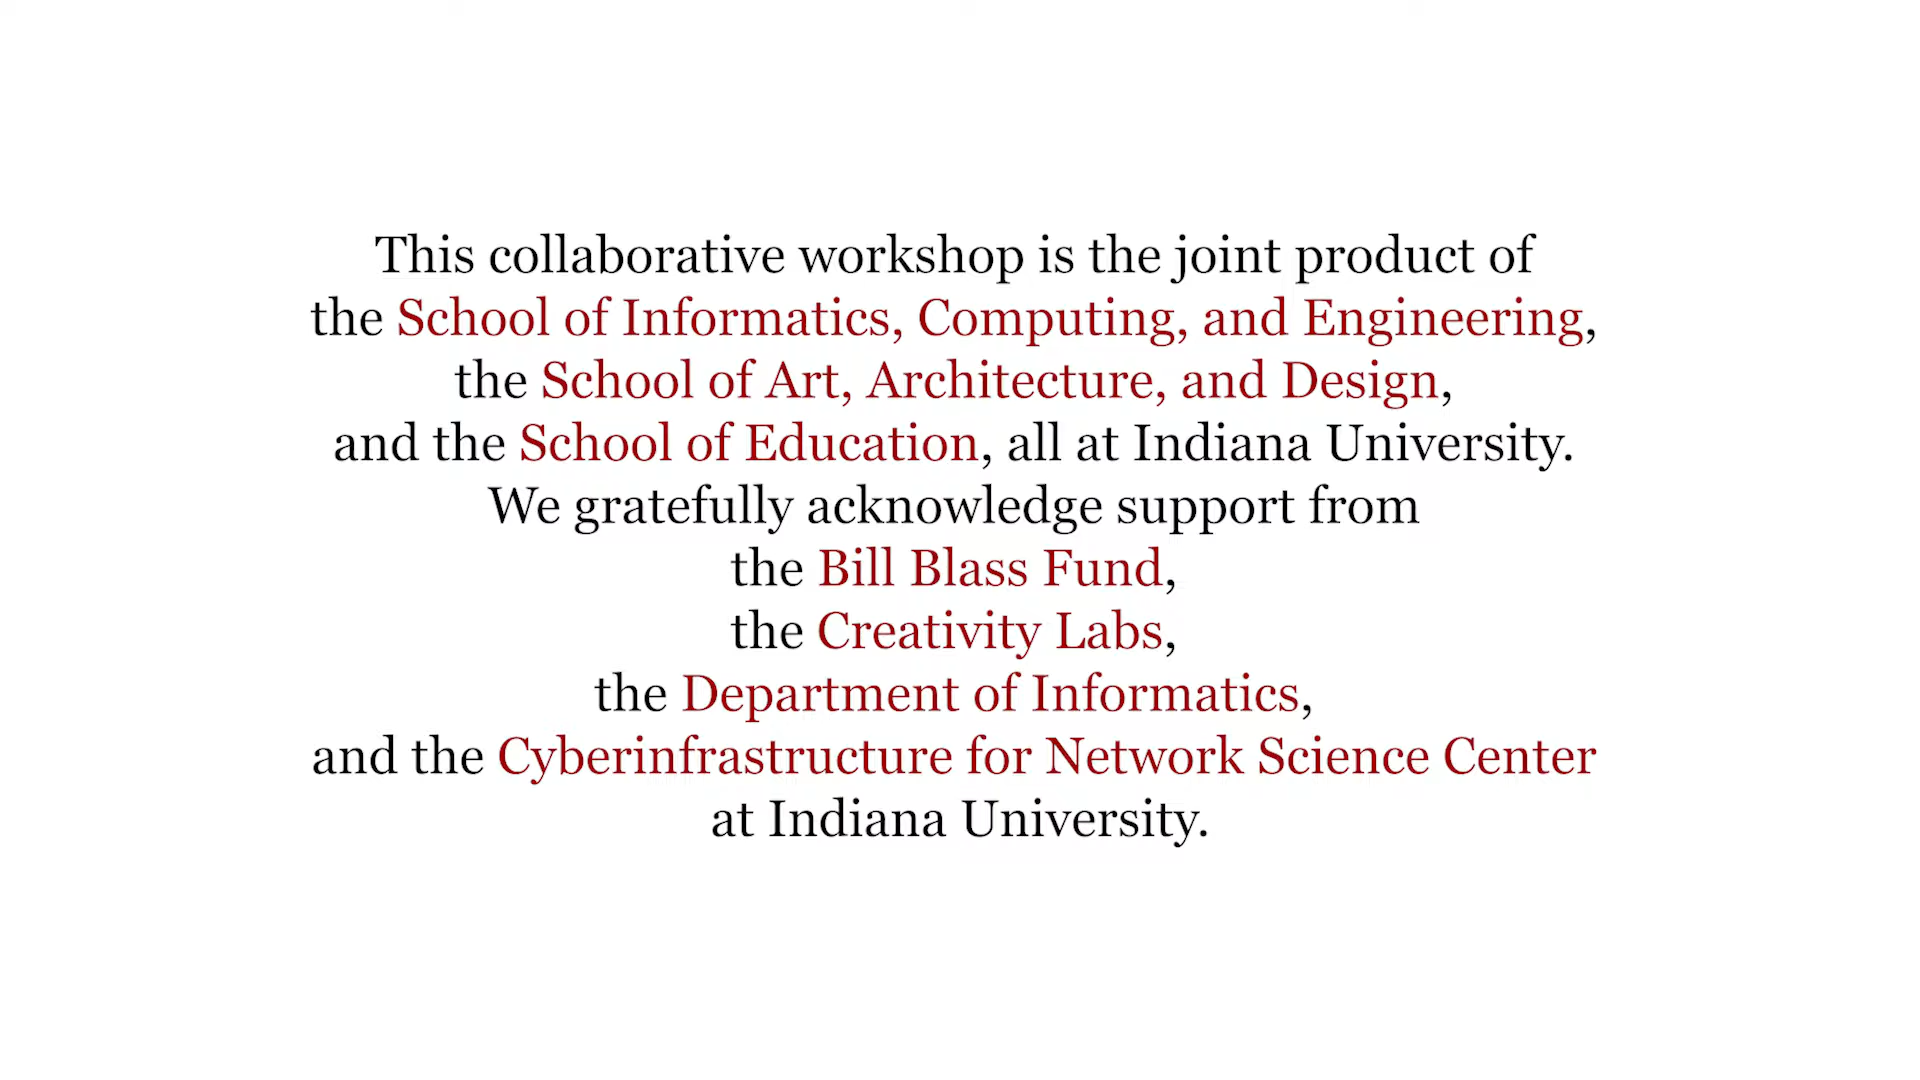 This collaborative workshop is the joint product of
the School of Informatics, Computing, and Engineering,
the School of Art, Architecture, and Design,
and the School of Education, all at Indiana University.
We gratefully acknowledge support from
the Bill Blass Fund,
the Creativity Labs,
the Department of Informatics,
and the Cyberinfrastructure for Network Science Center
at Indiana University.